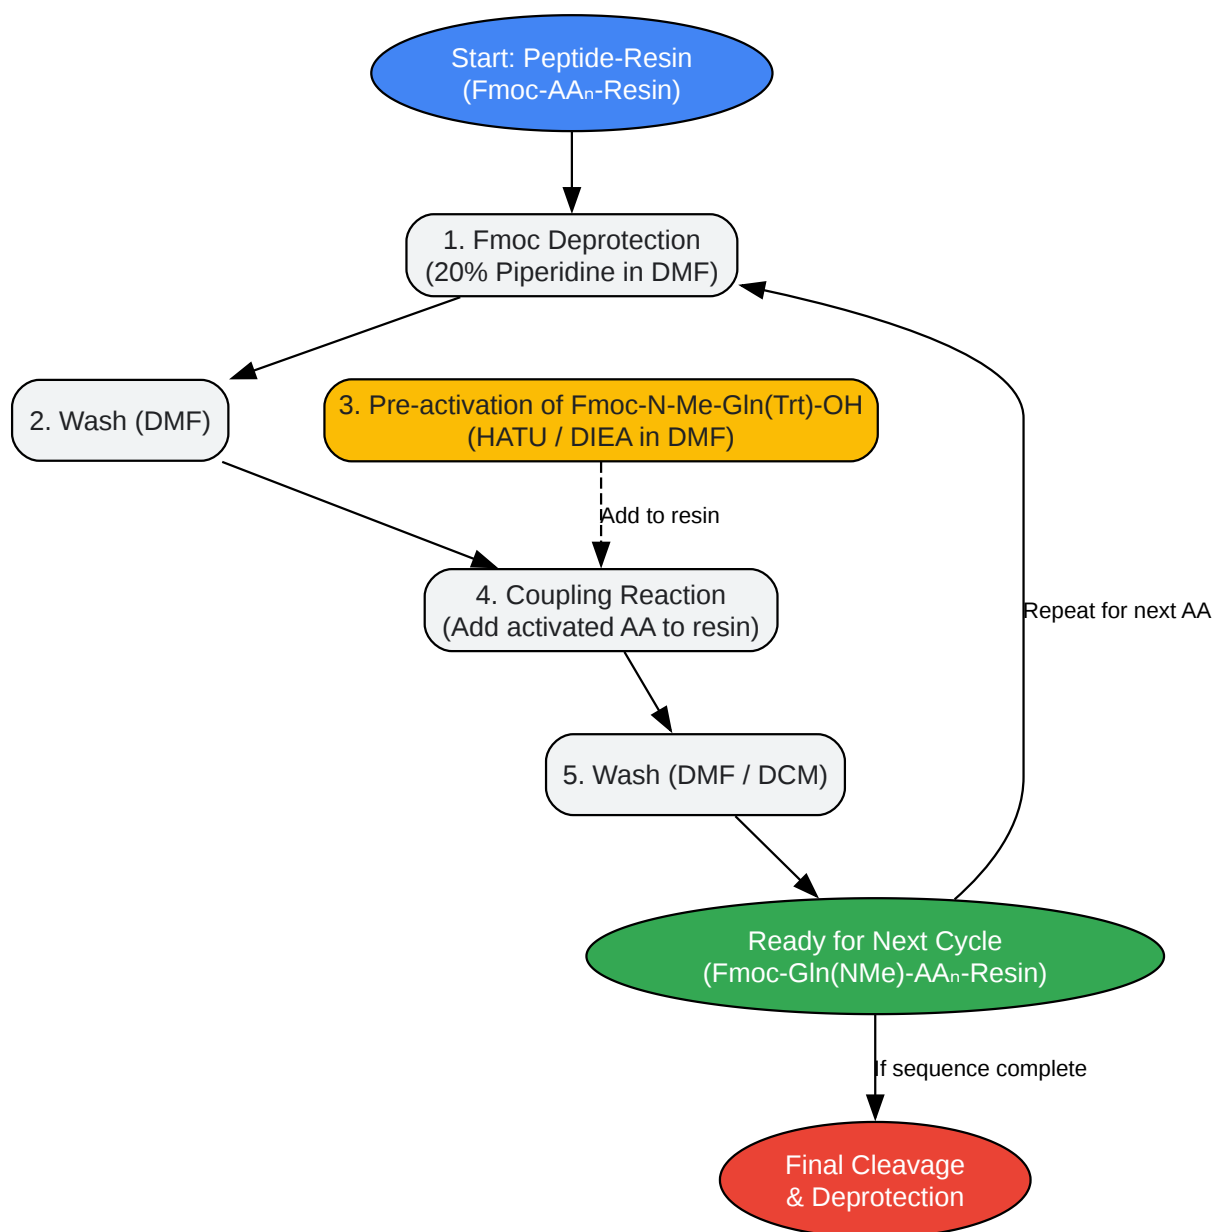 Start: Peptide-Resin
(Fmoc-AAₙ-Resin)
1. Fmoc Deprotection
(20% Piperidine in DMF)
2. Wash (DMF)
3. Pre-activation of Fmoc-N-Me-Gln(Trt)-OH
(HATU / DIEA in DMF)
Add to resin
4. Coupling Reaction
(Add activated AA to resin)
Repeat for next AA
5. Wash (DMF / DCM)
Ready for Next Cycle
(Fmoc-Gln(NMe)-AAₙ-Resin)
If sequence complete
Final Cleavage
& Deprotection